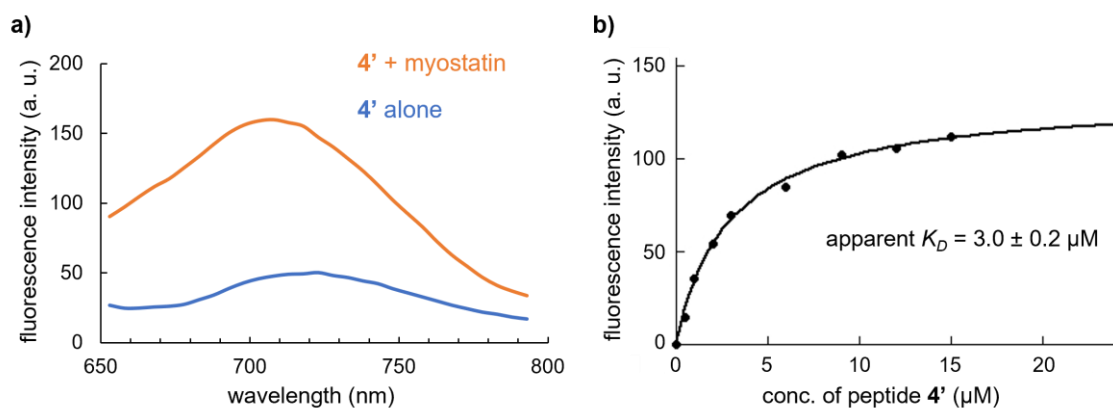 a)
fluorescence intensity (a. u.)
200
150
100
50
0
4’ + myostatin
4’ alone
650 700 750 800
wavelength (nm)
b)
fluorescence intensity (a. u.)
150
100
50
0
apparent K_D = 3.0 ± 0.2 µM
0 5 10 15 20
conc. of peptide 4’ (µM)